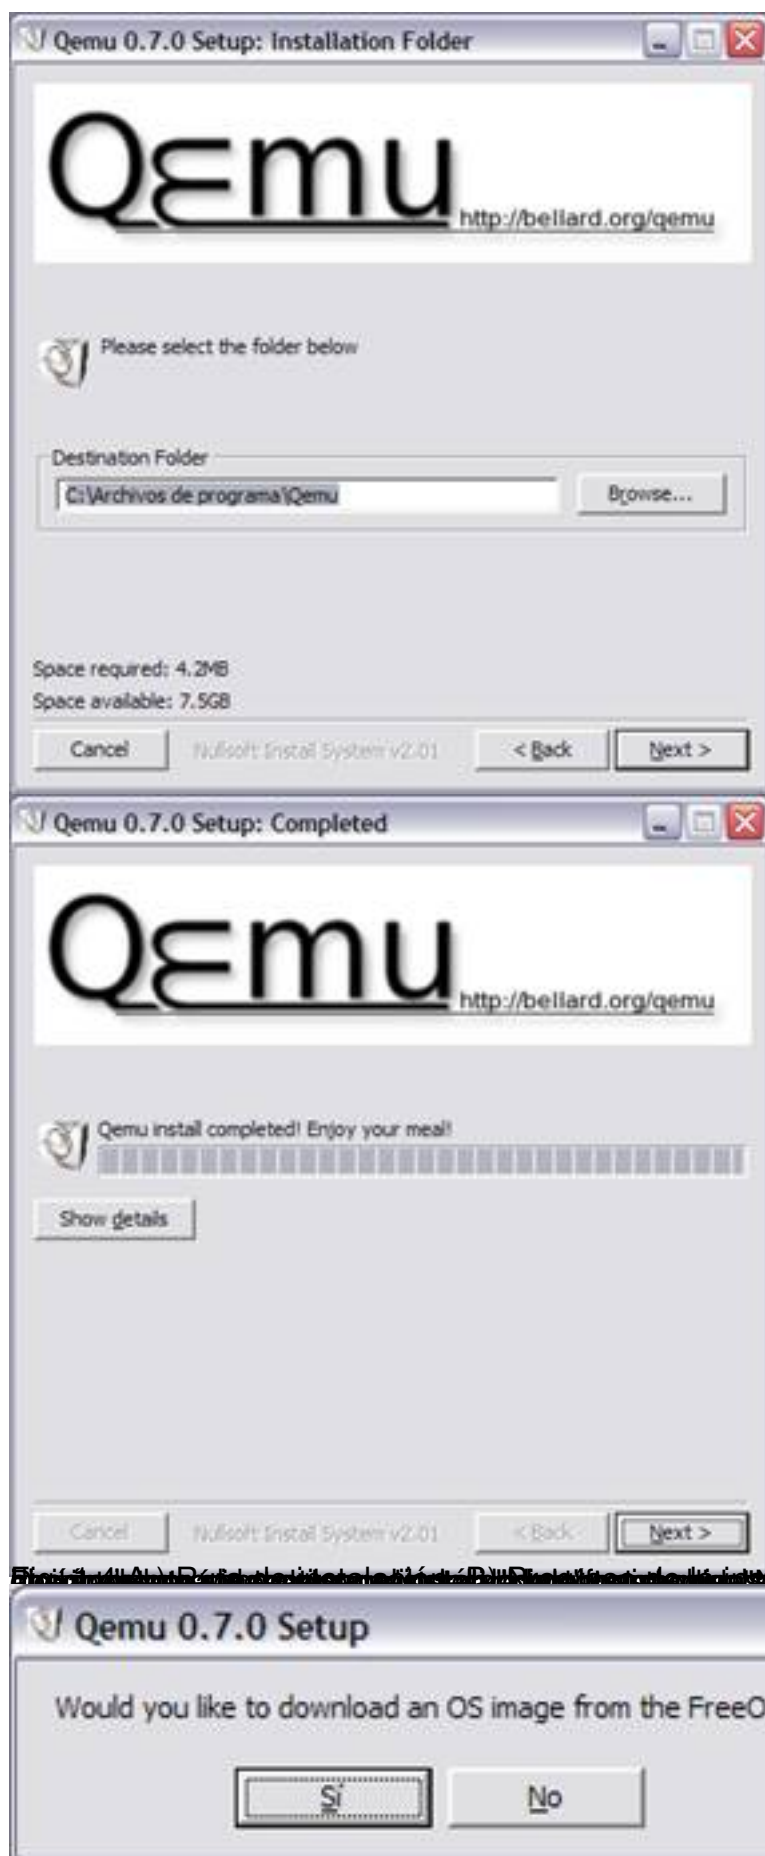 Qemu 0.7.0 Setup: Installation Folder
Qemu
http://bellard.org/qemu
Please select the folder below
Destination Folder
C:\Archivos de programa\Qemu
Browse...
Space required: 4.2MB
Space available: 7.5GB
Cancel
Nullsoft Install System v2.01
< Back
Next >
Qemu 0.7.0 Setup: Completed
Qemu
http://bellard.org/qemu
Qemu install completed! Enjoy your meal!
Show details
Cancel
Nullsoft Install System v2.01
< Back
Next >
Qemu 0.7.0 Setup
Would you like to download an OS image from the FreeO
Sí
No